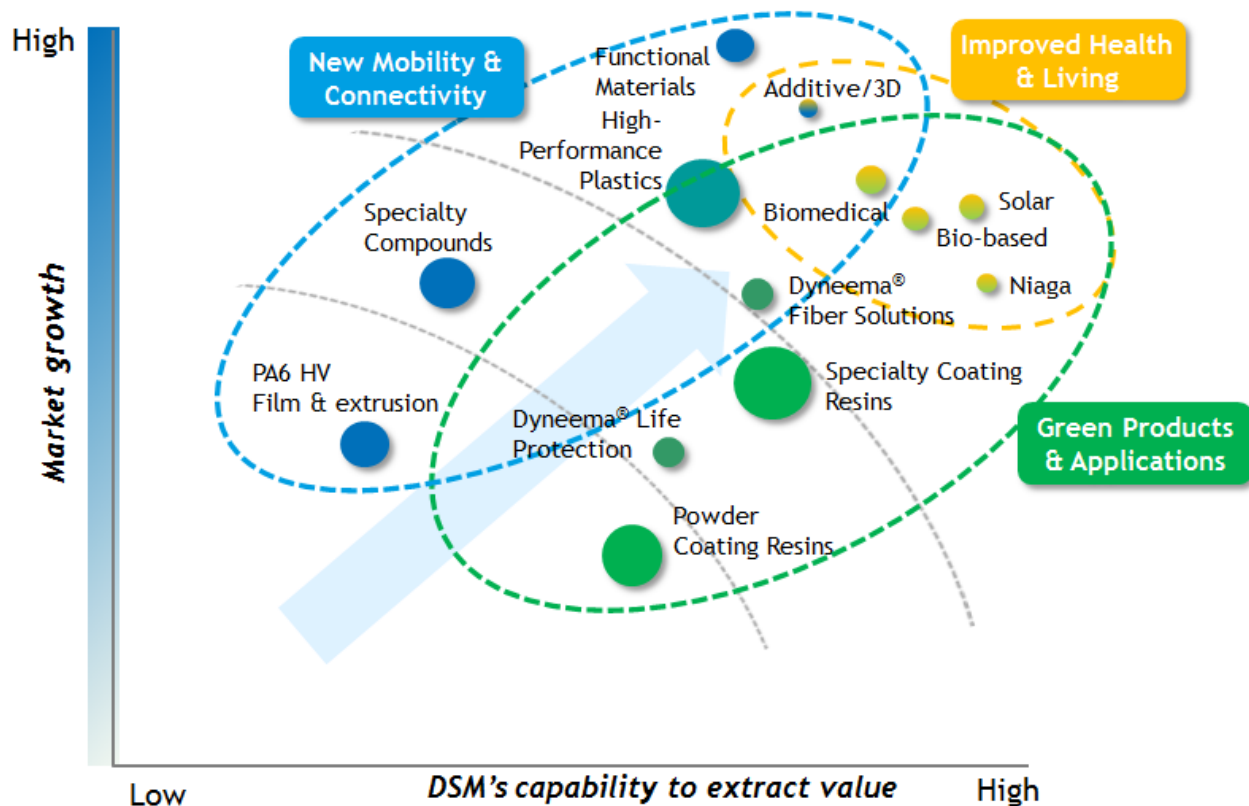 High
New Mobility &
Connectivity
Functional
Materials
Improved Health
& Living
Additive/3D
High-
Performance
Plastics
Specialty
Compounds
Biomedical
Solar
Bio-based
Dyneema® 
Fiber Solutions
Niaga
PA6 HV
Film & extrusion
Specialty Coating
Resins
Dyneema® Life
Protection
Green Products
& Applications
Powder
Coating Resins
Market growth
Low
DSM's capability to extract value
High